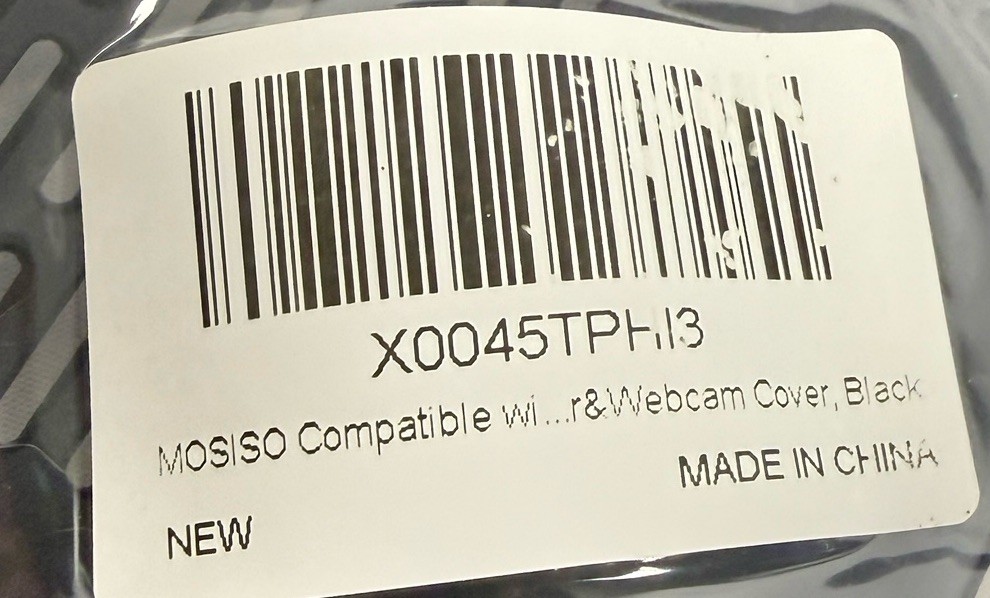 X0045TPHI3
MOSISO Compatible wi...r&Webcam Cover, Black
MADE IN CHINA
NEW